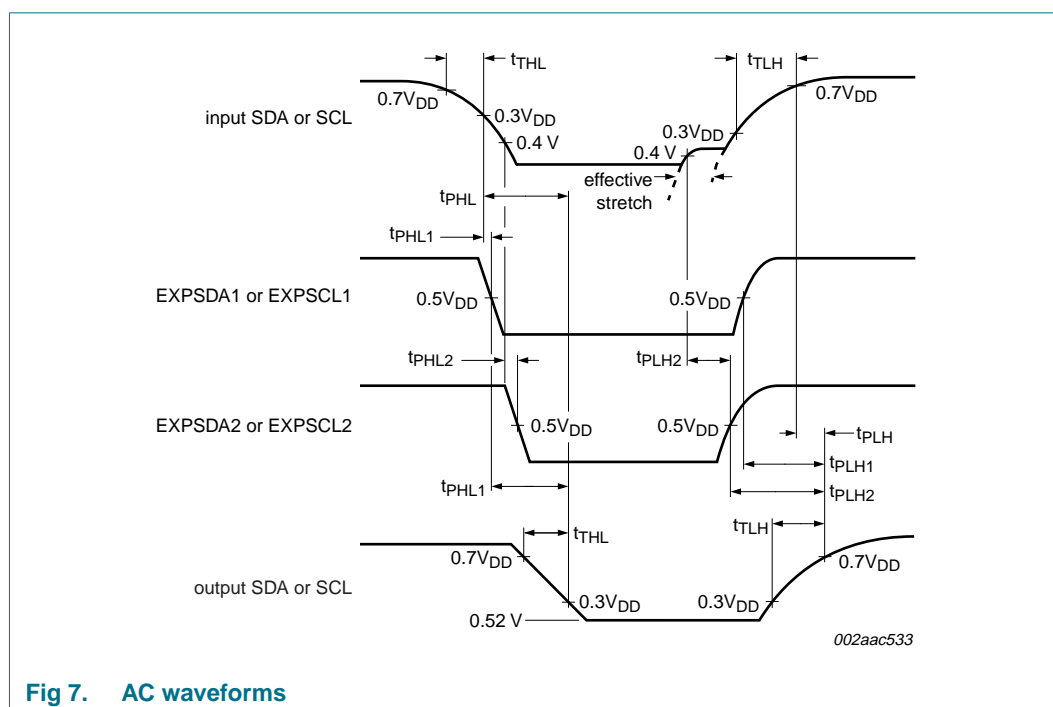 tTHL
tTLH
0.7VDD
0.7VDD
input SDA or SCL
0.3VDD
0.3VDD
0.4 V
0.4 V
effective
stretch
tPHL
tPHL1
EXPSDA1 or EXPSCL1
0.5VDD
0.5VDD
tPHL2
tPLH2
EXPSDA2 or EXPSCL2
0.5VDD
0.5VDD
tPLH
tPLH1
tPHL1
tPLH2
tTHL
tTLH
0.7VDD
0.7VDD
output SDA or SCL
0.3VDD
0.3VDD
0.52 V
002aac533
Fig 7. AC waveforms